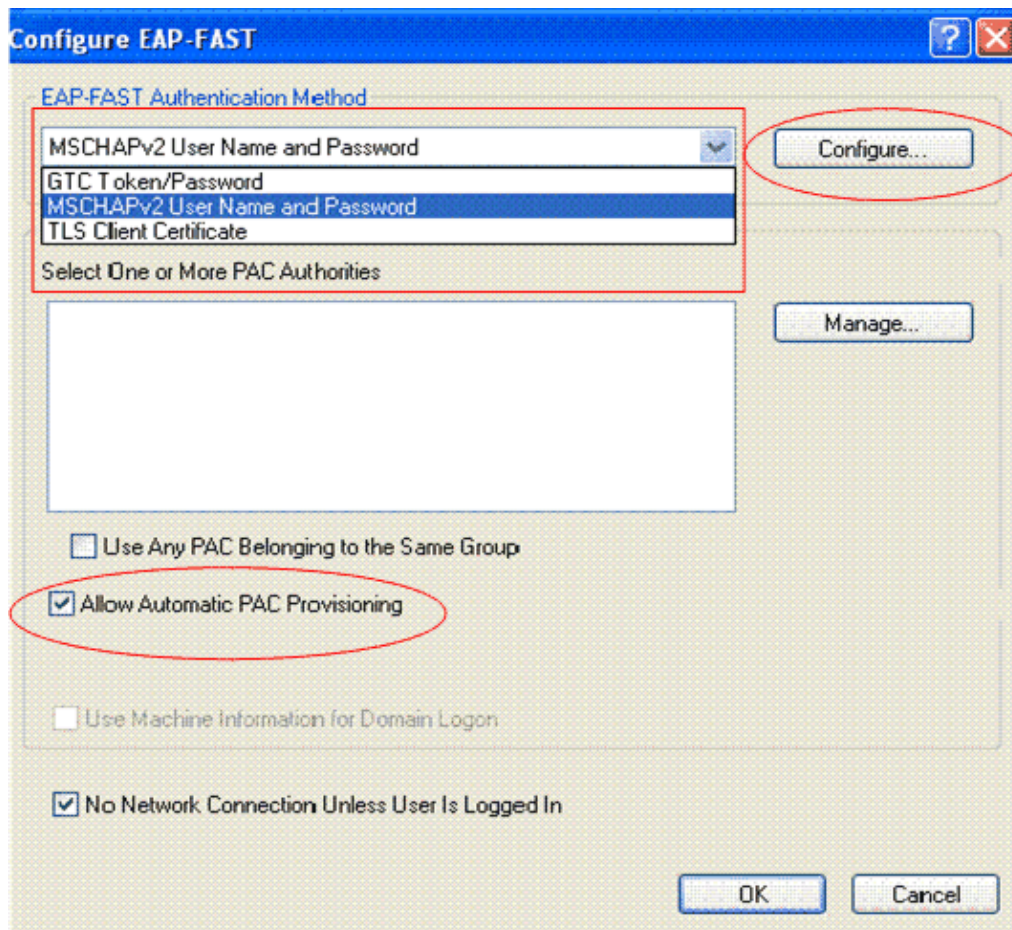 Configure EAP-FAST
EAP-FAST Authentication Method
MSCHAPv2 User Name and Password
Configure...
GTC Token/Password
MSCHAPv2 User Name and Password
TLS Client Certificate
Select One or More PAC Authorities
Manage...
Use Any PAC Belonging to the Same Group
Allow Automatic PAC Provisioning
Use Machine Information for Domain Logon
No Network Connection Unless User Is Logged In
OK
Cancel